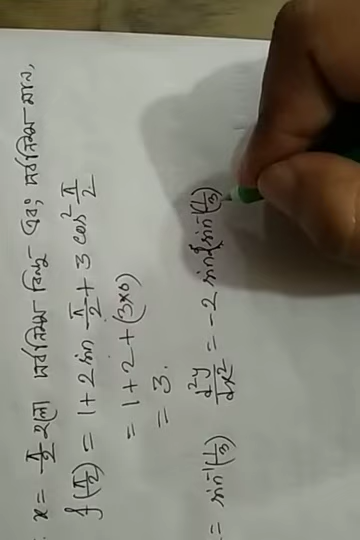 : x = π/2 হলে সর্বনিম্ন বিন্দু এবং সর্বনিম্ন মান,
f(π/2) = 1 + 2 sin π/2 + 3 cos² π/2
= 1 + 2 + (3×0)
= 3.
= sin⁻¹(1/3) d²y/dx² = -2 sin{sin⁻¹(1/3)